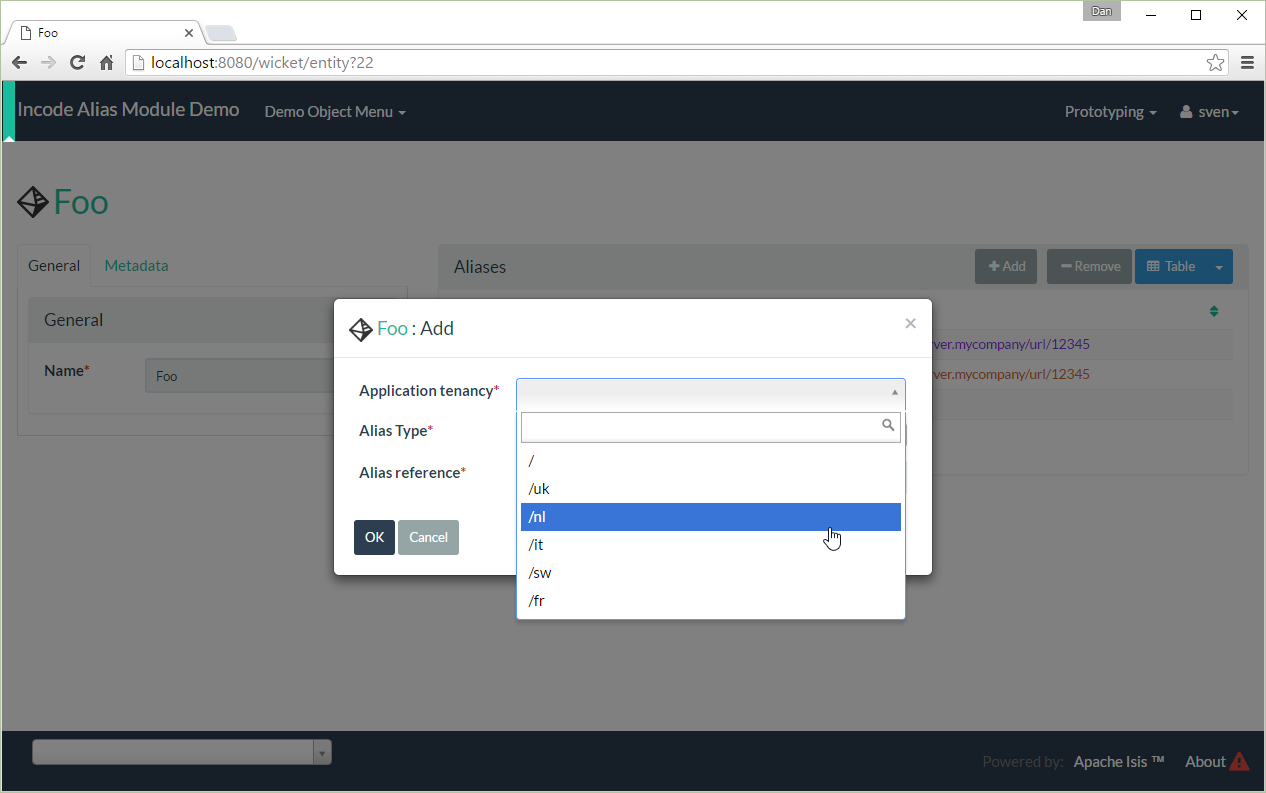 Dan
Foo
localhost:8080/wicket/entity?22
Incode Alias Module Demo Demo Object Menu Prototyping sven
Foo
General Metadata Aliases Add Remove Table
General
Foo : Add ×
ver.mycompany/url/12345
Name* Foo
ver.mycompany/url/12345
Application tenancy*
Alias Type*
/
Alias reference*
/uk
/nl
OK Cancel
/it
/sw
/fr
Powered by: Apache Isis ™ About